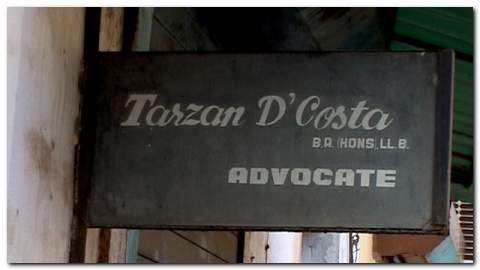 Tarzan D'Costa
B.A. (HONS), LL.B.
ADVOCATE